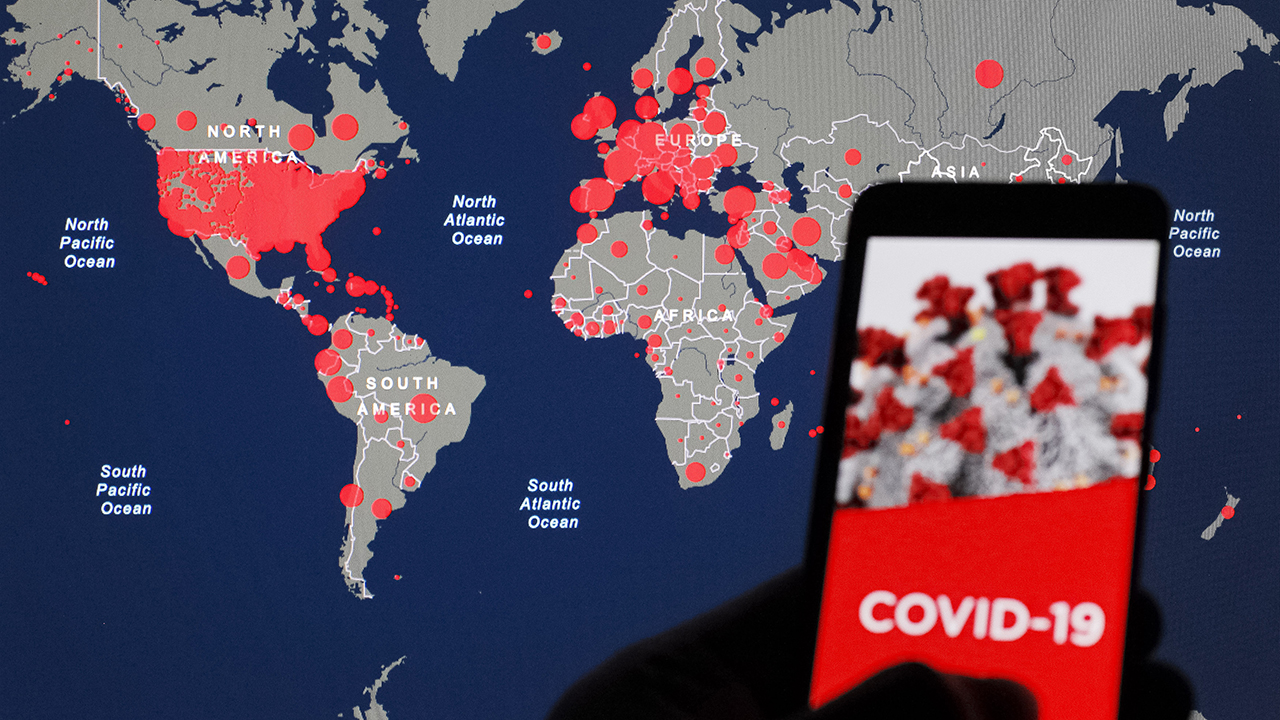 NORTH
AMERICA
EUROPE
ASIA
North
Pacific
Ocean
North
Atlantic
Ocean
North
Pacific
Ocean
AFRICA
SOUTH
AMERICA
South
Pacific
Ocean
South
Atlantic
Ocean
COVID-19